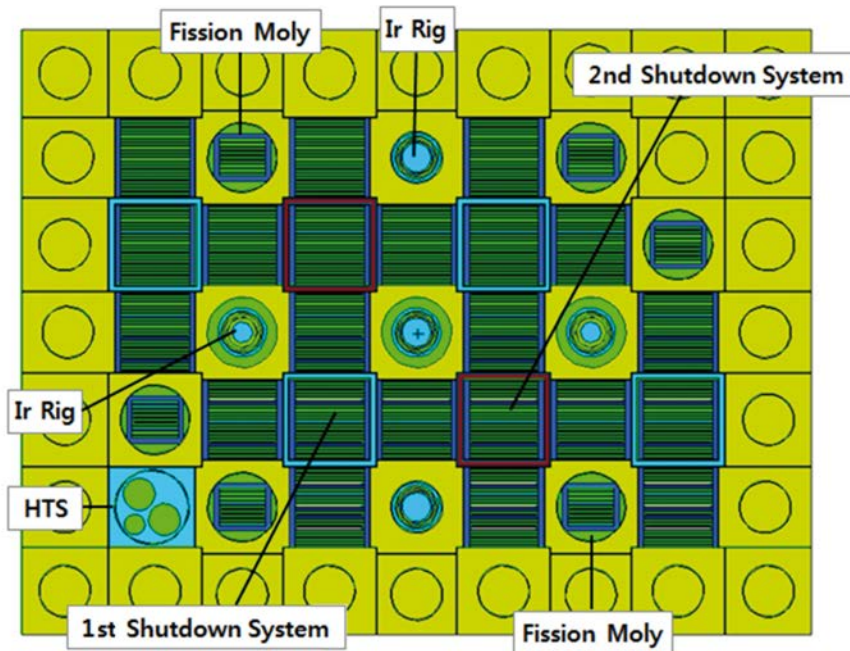 Fission Moly
Ir Rig
2nd Shutdown System
Ir Rig
HTS
1st Shutdown System
Fission Moly